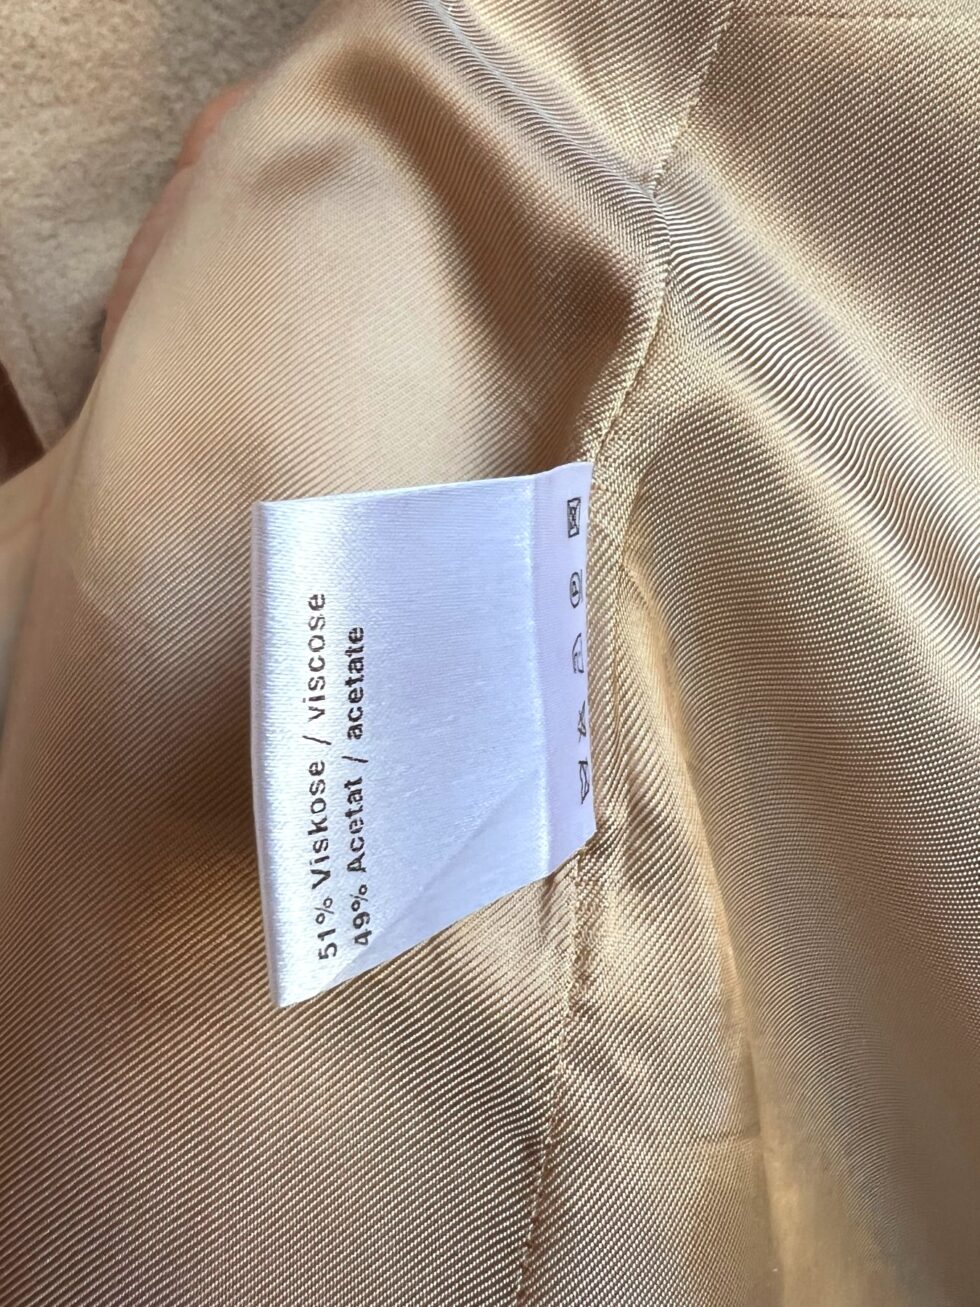 51% Viskose / viscose
49% Acetat / acetate